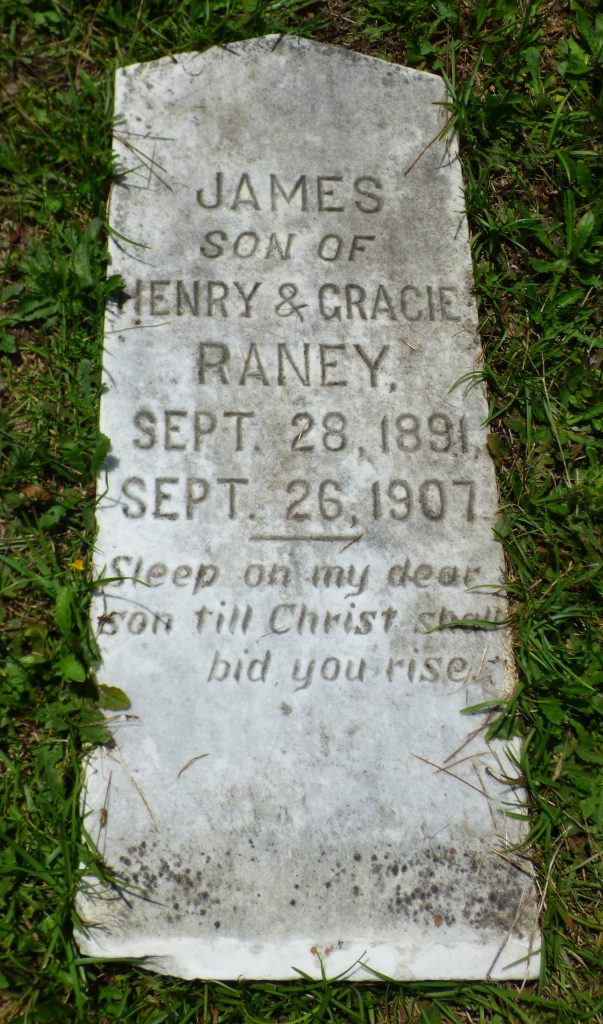 JAMES
SON OF
HENRY & GRACIE
RANEY,
SEPT. 28, 1891,
SEPT. 26, 1907.
Sleep on my dear
son till Christ shall
bid you rise.